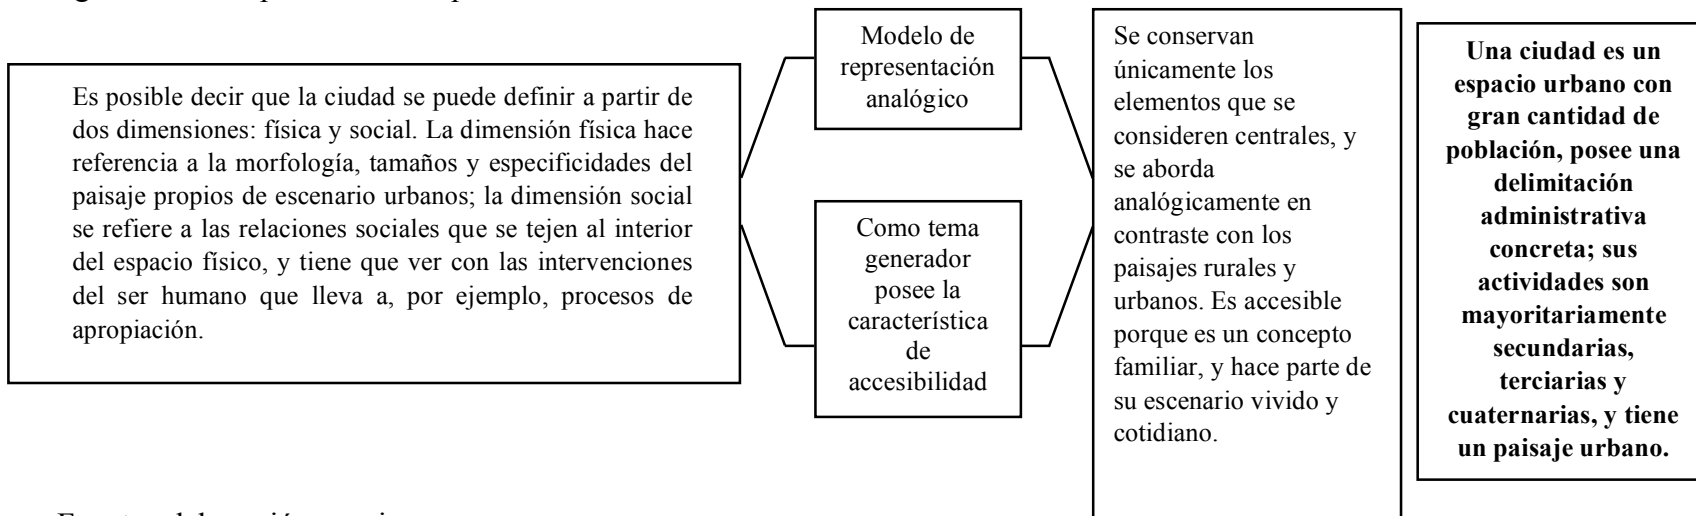 Es posible decir que la ciudad se puede definir a partir de
dos dimensiones: física y social. La dimensión física hace
referencia a la morfología, tamaños y especificidades del
paisaje propios de escenario urbanos; la dimensión social
se refiere a las relaciones sociales que se tejen al interior
del espacio físico, y tiene que ver con las intervenciones
del ser humano que lleva a, por ejemplo, procesos de
apropiación.
Modelo de
representación
analógico
Como tema
generador
posee la
característica
de
accesibilidad
Se conservan
únicamente los
elementos que se
consideren centrales, y
se aborda
analógicamente en
contraste con los
paisajes rurales y
urbanos. Es accesible
porque es un concepto
familiar, y hace parte de
su escenario vivido y
cotidiano.
Una ciudad es un
espacio urbano con
gran cantidad de
población, posee una
delimitación
administrativa
concreta; sus
actividades son
mayoritariamente
secundarias,
terciarias y
cuaternarias, y tiene
un paisaje urbano.